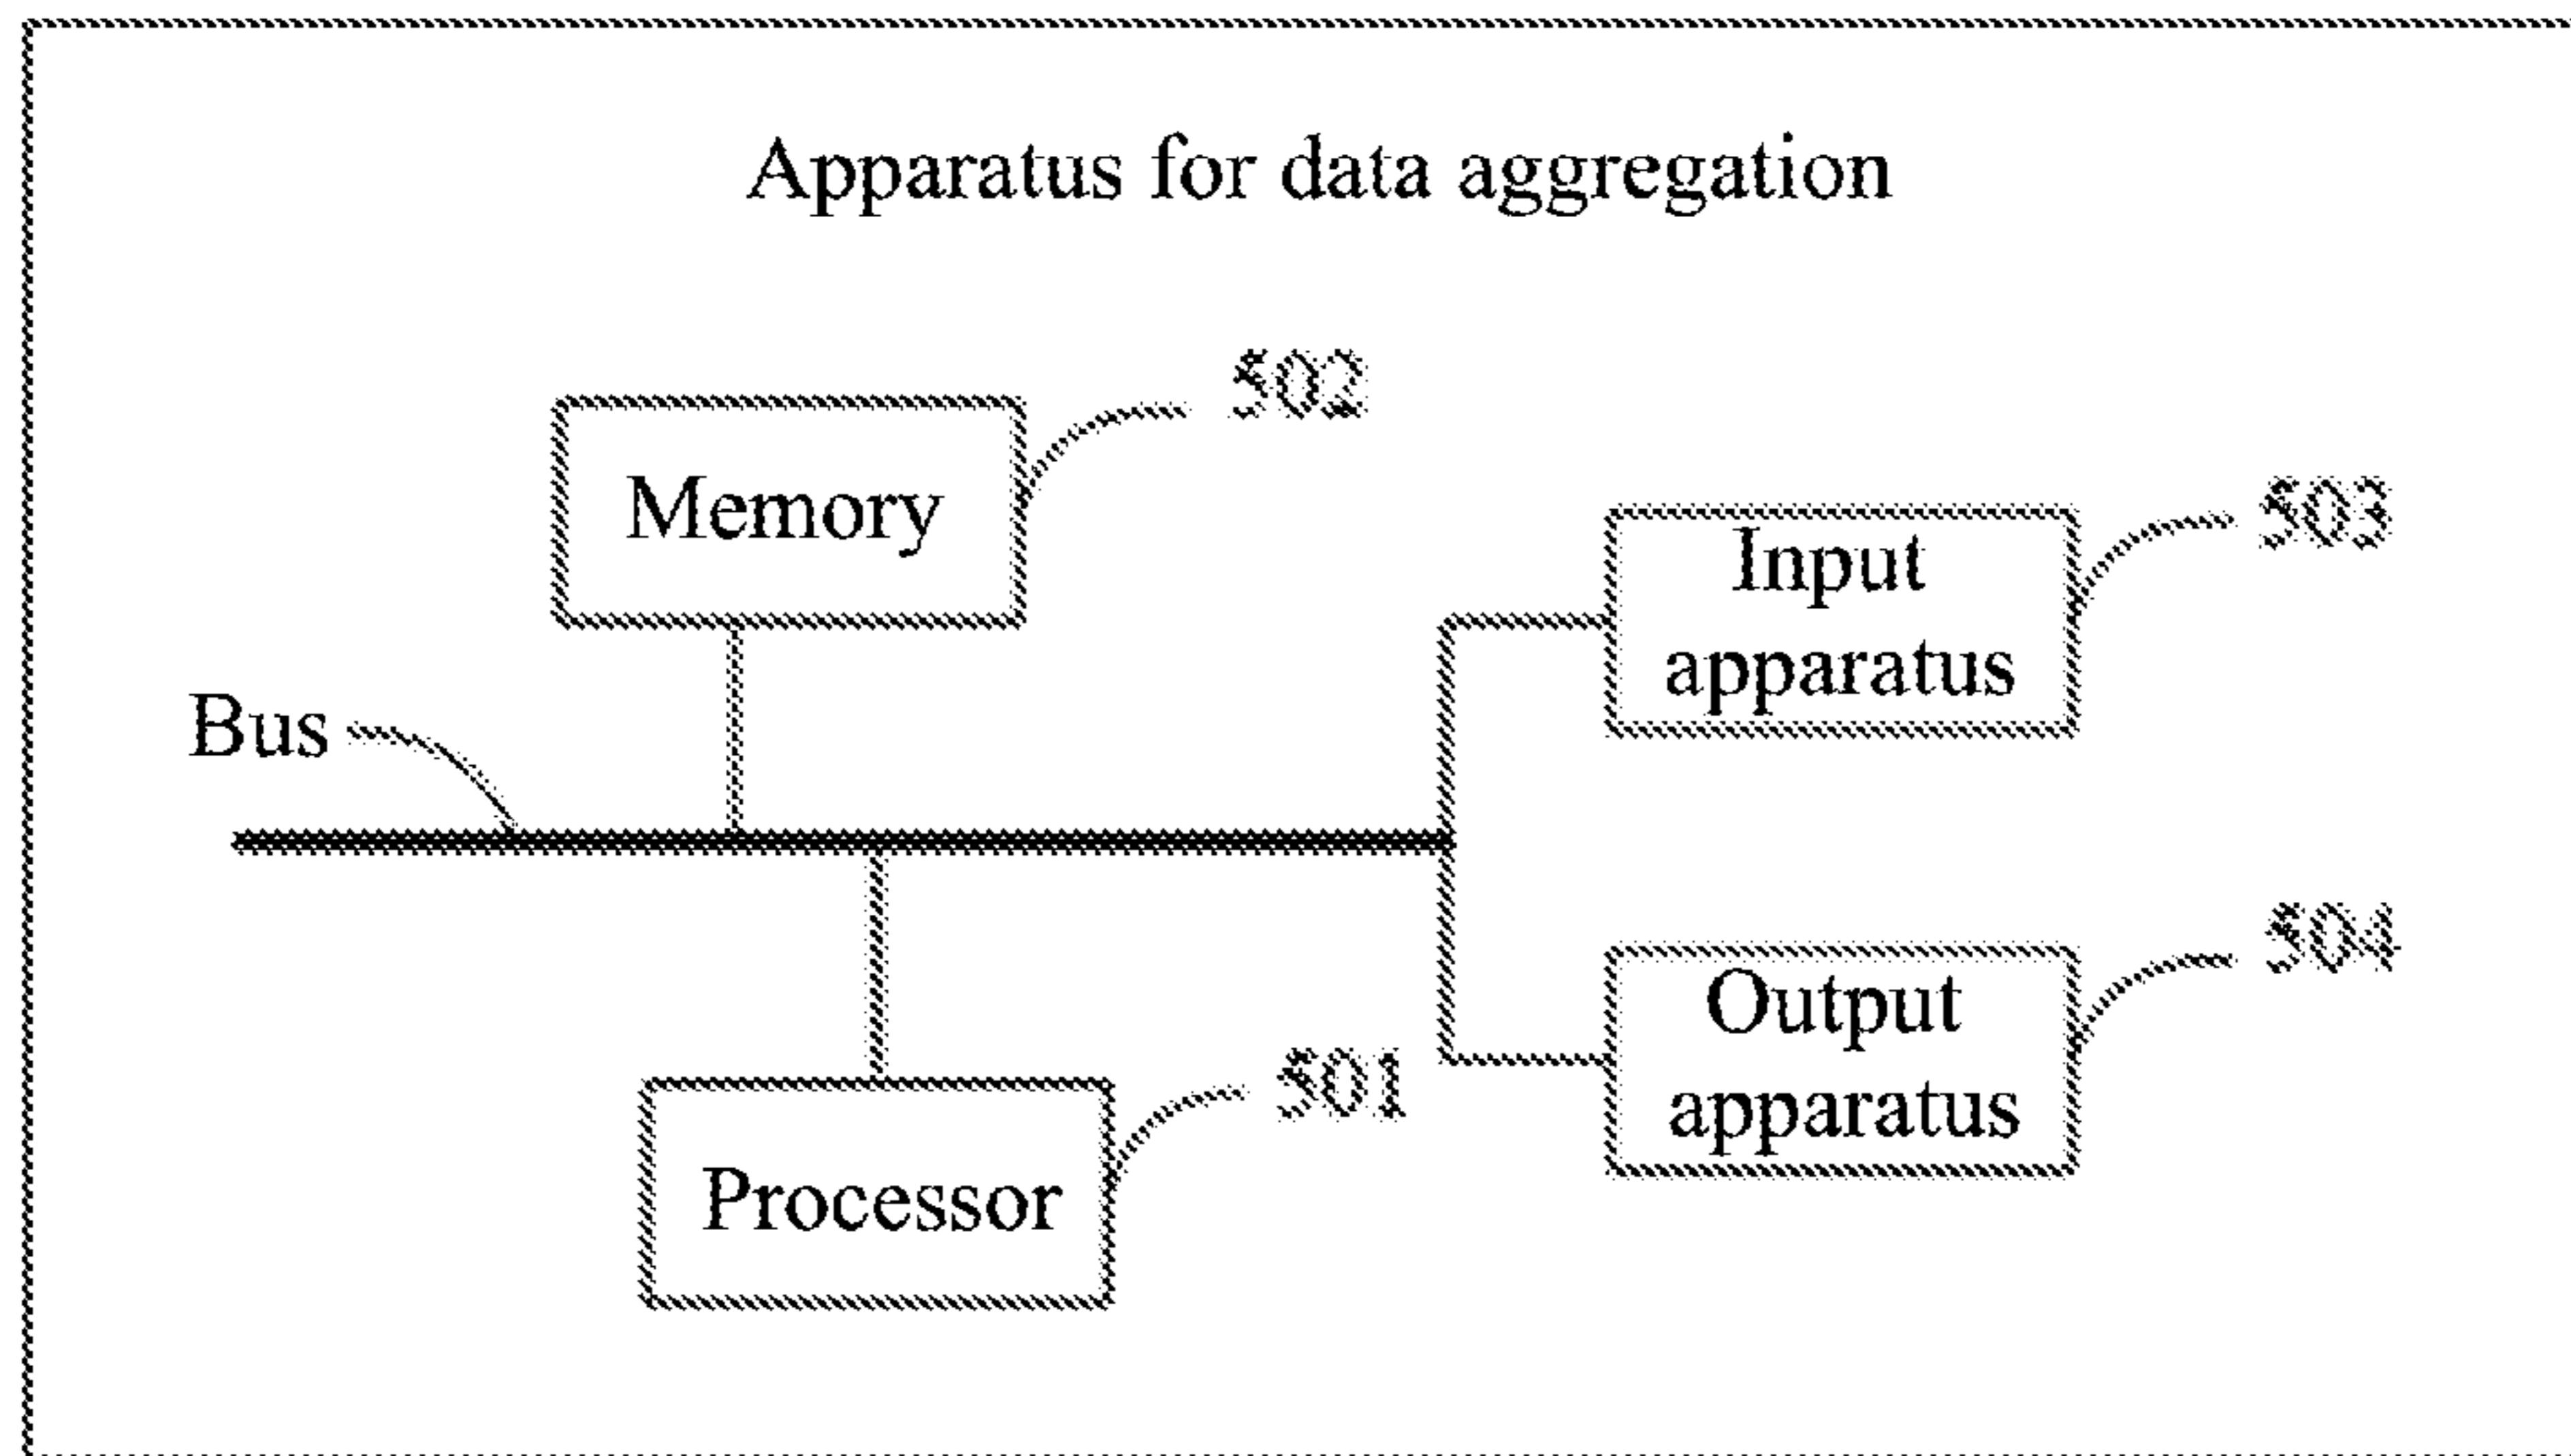 Apparatus for data aggregation
502
Memory
503
Input
apparatus
Bus
504
Output
apparatus
501
Processor